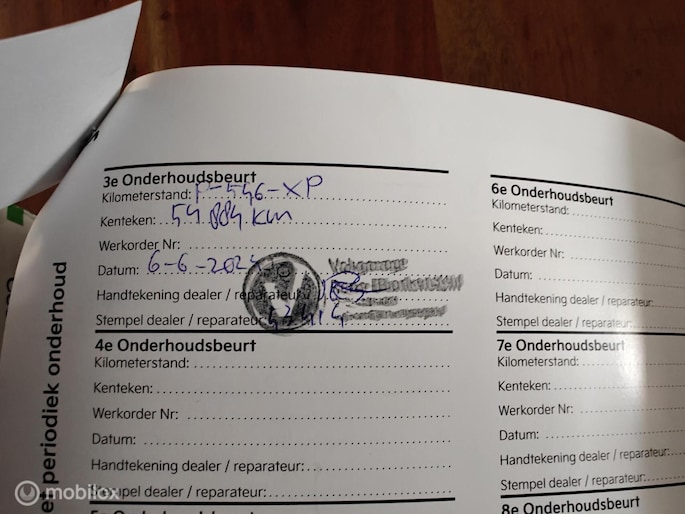 3e Onderhoudsbeurt
Kilometerstand: P-546-XP
Kenteken: 54.884 km
Werkorder Nr:
Datum: 6-6-202
Handtekening dealer / reparateur:
Stempel dealer / reparateur:
4e Onderhoudsbeurt
Kilometerstand:
Kenteken:
Werkorder Nr:
Datum:
Handtekening dealer / reparateur:
Stempel dealer / reparateur:
6e Onderhoudsbeurt
Kilometerstand:
Kenteken:
Werkorder Nr:
Datum:
Handtekening dealer / reparateur:
Stempel dealer / reparateur:
7e Onderhoudsbeurt
Kilometerstand:
Kenteken:
Werkorder Nr:
Datum:
Handtekening dealer / reparateur:
Stempel dealer / reparateur:
8e Onderhoudsbeurt
periodiek onderhoud
mobilox